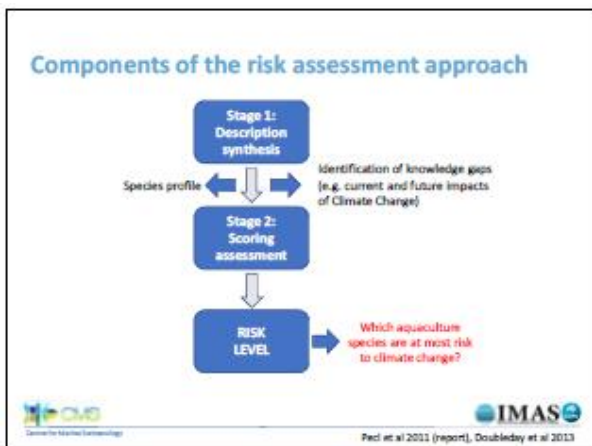 Components of the risk assessment approach
Stage 1:
Description
synthesis
Species profile
Identification of knowledge gaps
(e.g. current and future impacts
of Climate Change)
Stage 2:
Scoring
assessment
RISK
LEVEL
Which aquaculture
species are at most risk
to climate change?
CMS
IMAS
Pecl et al 2011 (report), Doubleday et al 2013